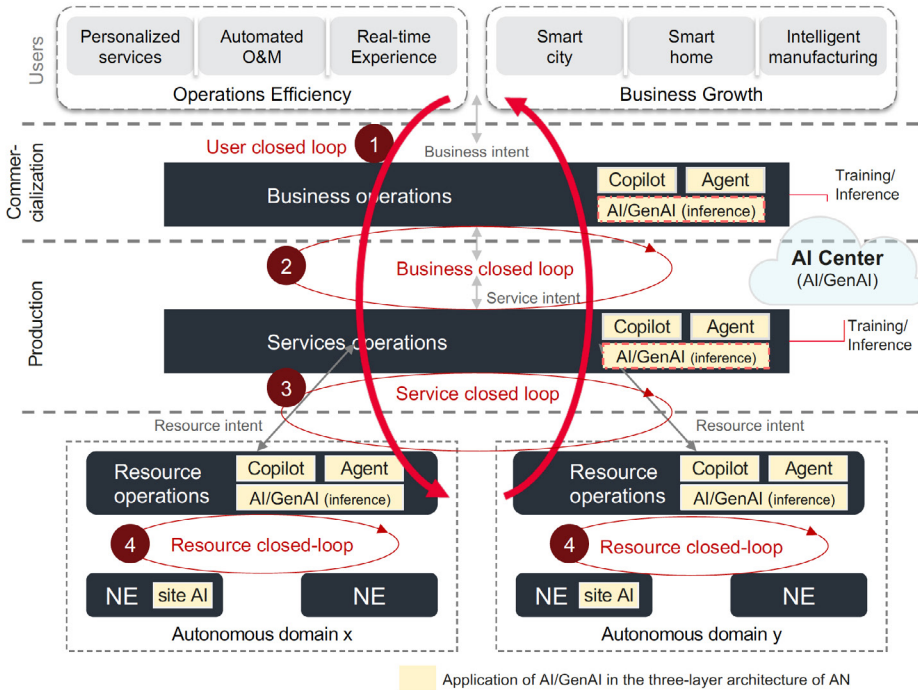 Users
Personalized
services
Automated
O&M
Real-time
Experience
Operations Efficiency
Smart
city
Smart
home
Intelligent
manufacturing
Business Growth
Commer-
cialization
User closed loop
1
Business intent
Business operations
Copilot
Agent
AI/GenAI (inference)
Training/
Inference
Production
2
Business closed loop
Service intent
AI Center
(AI/GenAI)
Services operations
Copilot
Agent
AI/GenAI (inference)
Training/
Inference
3
Service closed loop
Resource intent
Resource intent
Resource
operations
Copilot
Agent
AI/GenAI (inference)
4
Resource closed-loop
NE
site AI
NE
Autonomous domain x
Resource
operations
Copilot
Agent
AI/GenAI (inference)
4
Resource closed-loop
NE
site AI
NE
Autonomous domain y
Application of AI/GenAI in the three-layer architecture of AN